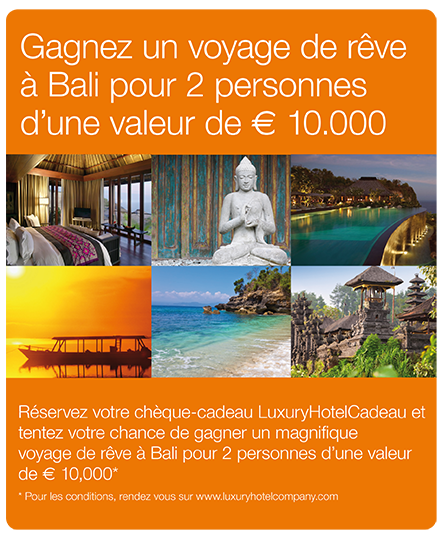 Gagnez un voyage de rêve
à Bali pour 2 personnes
d'une valeur de € 10.000
Réservez votre chèque-cadeau LuxuryHotelCadeau et
tentez votre chance de gagner un magnifique
voyage de rêve à Bali pour 2 personnes d'une valeur
de € 10,000*
* Pour les conditions, rendez vous sur www.luxuryhotelcompany.com